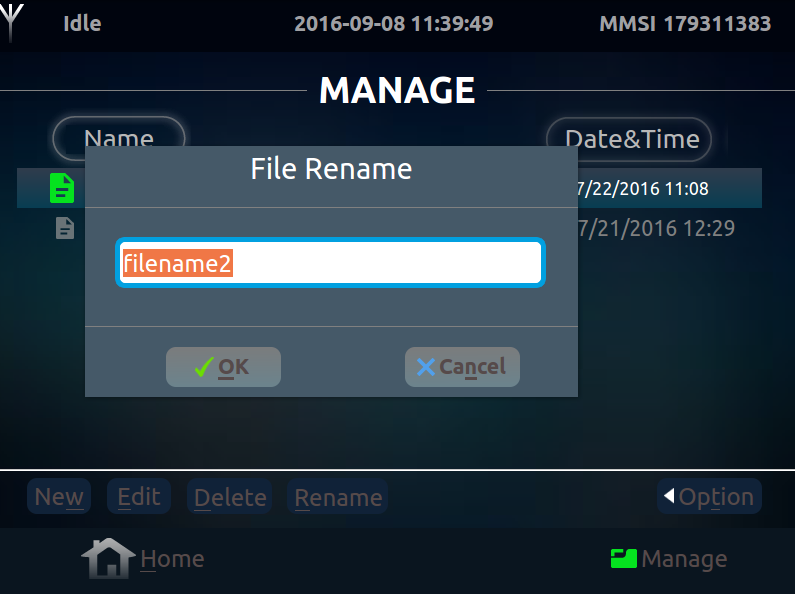 Idle 2016-09-08 11:39:49 MMSI 179311383
MANAGE
Name Date&Time
File Rename
7/22/2016 11:08
7/21/2016 12:29
filename2
OK Cancel
New Edit Delete Rename Option
Home Manage